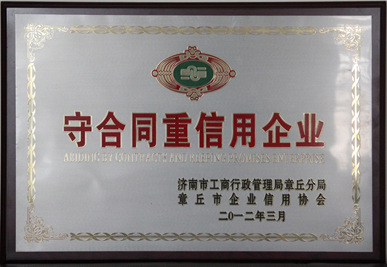 守合同重信用企业
济南市工商行政管理局章丘分局
章丘市企业信用协会
二〇一二年三月